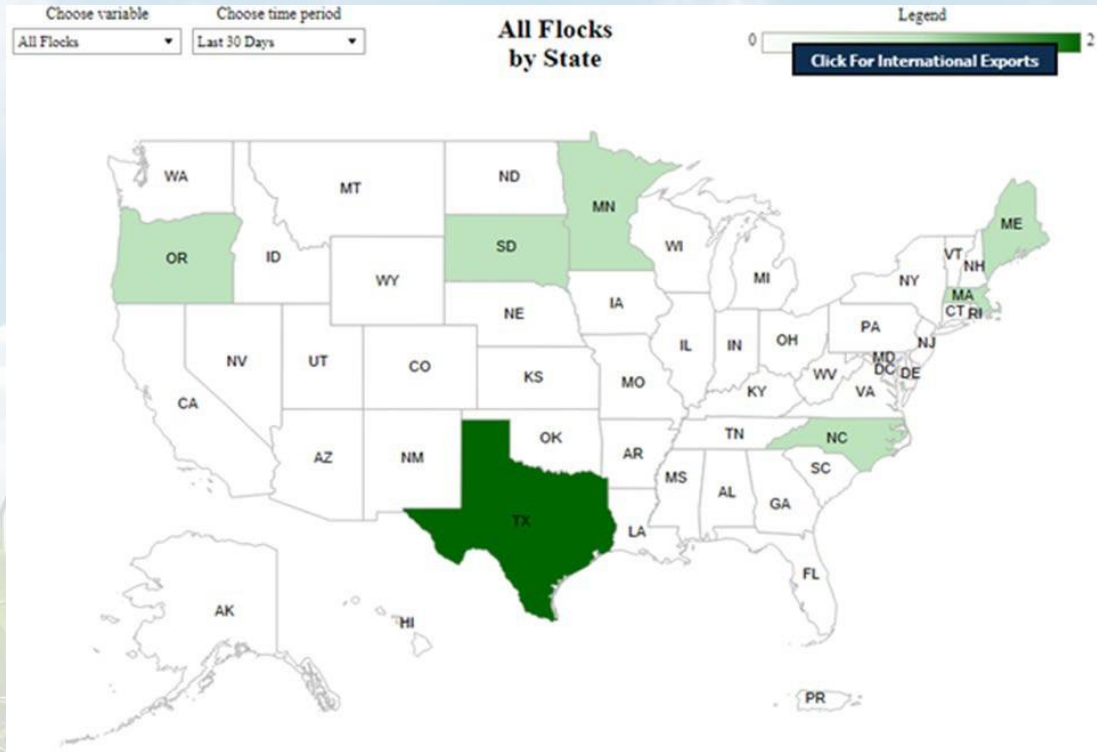 Choose variable
Choose time period
All Flocks
Last 30 Days
All Flocks
by State
Legend
0
2
Click For International Exports
WA
MT
ND
MN
ME
OR
ID
SD
WI
VT
NH
WY
MI
NY
MA
CT
RI
IA
NE
PA
NV
UT
CO
IL
IN
OH
NJ
MD
DC
DE
KS
MO
WV
VA
CA
KY
AZ
NM
OK
AR
TN
NC
SC
MS
AL
GA
TX
LA
FL
AK
HI
PR